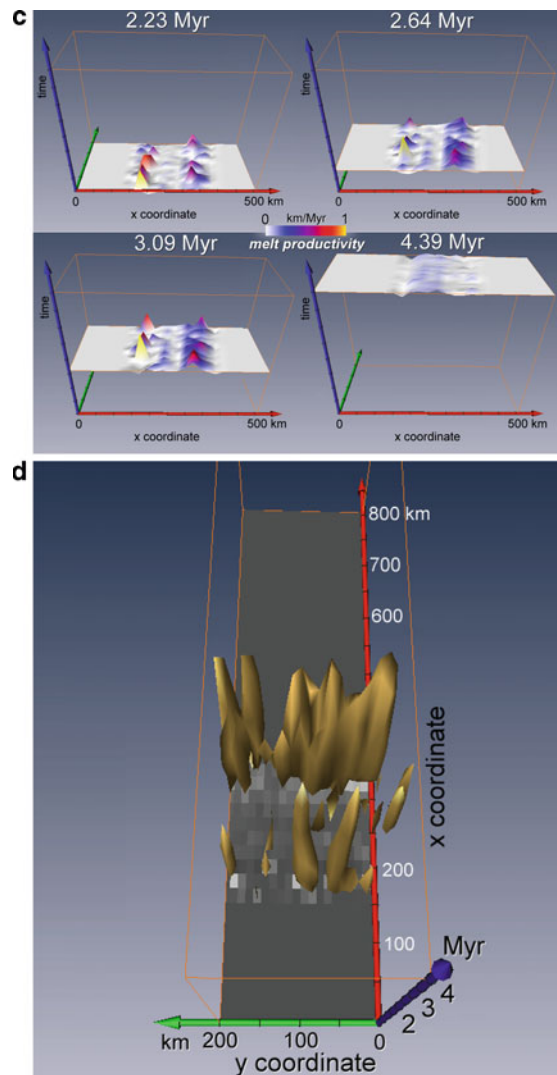 c
2.23 Myr
2.64 Myr
time
time
0
500 km
x coordinate
0
500 km
x coordinate
0 km/Myr 1
melt productivity
3.09 Myr
4.39 Myr
time
time
0
500 km
x coordinate
0
500 km
x coordinate
d
800 km
700
600
x coordinate
200
100
Myr
4
3
2
km 200 100 0
y coordinate